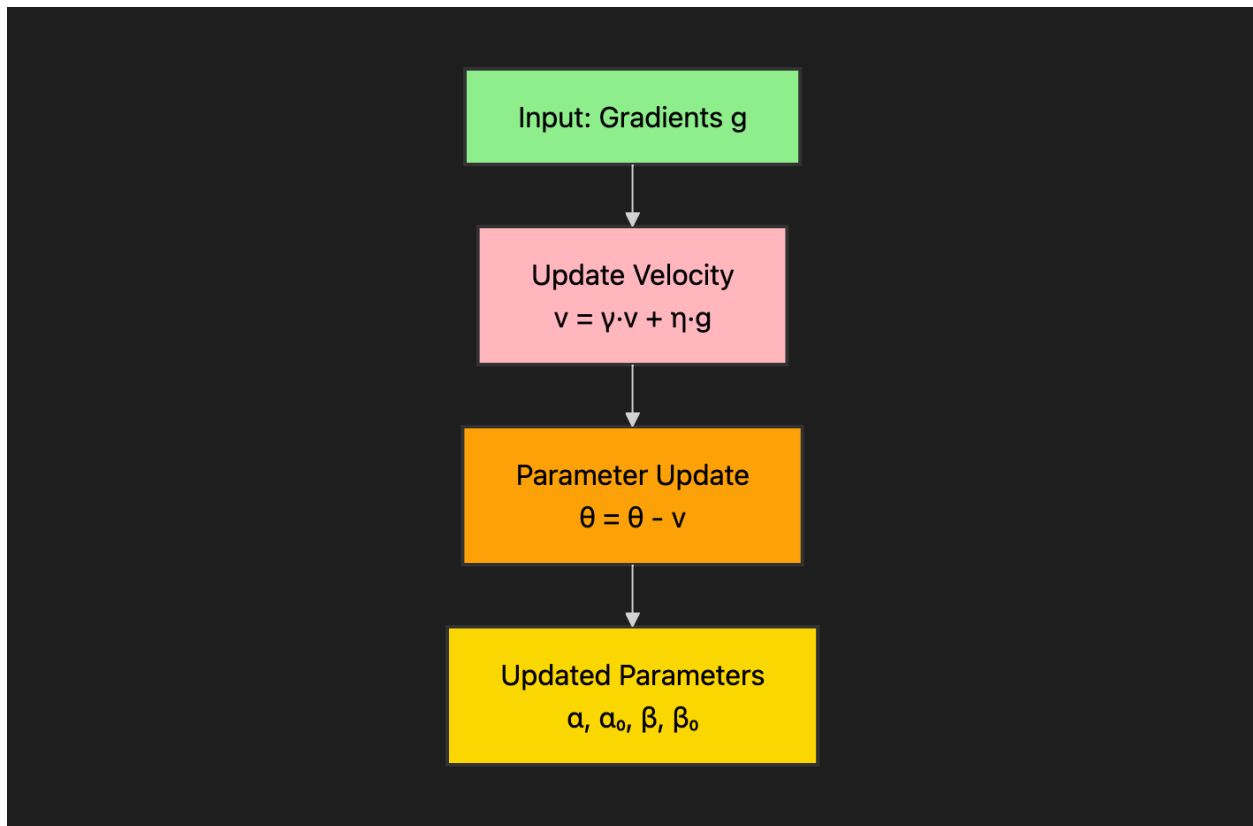 Input: Gradients g
Update Velocity
v = γ·v + η·g
Parameter Update
θ = θ - v
Updated Parameters
α, α₀, β, β₀